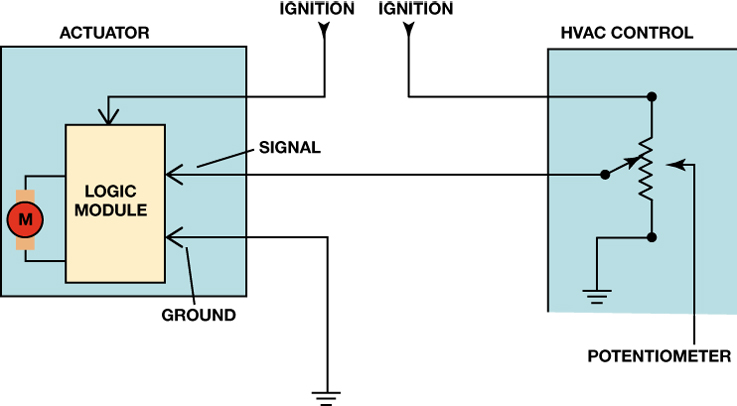 IGNITION
IGNITION
ACTUATOR
HVAC CONTROL
SIGNAL
LOGIC
MODULE
M
GROUND
POTENTIOMETER